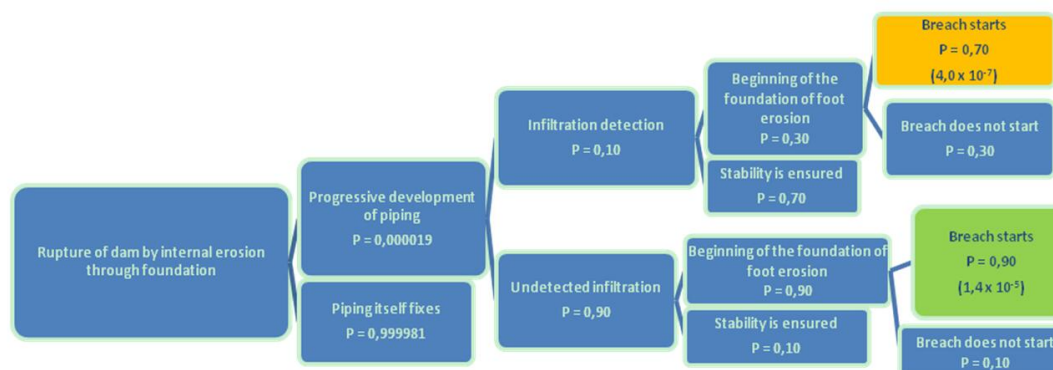 Rupture of dam by internal erosion
through foundation
Progressive development
of piping
P = 0,000019
Piping itself fixes
P = 0,999981
Infiltration detection
P = 0,10
Undetected infiltration
P = 0,90
Beginning of the
foundation of foot
erosion
P = 0,30
Stability is ensured
P = 0,70
Beginning of the foundation of
foot erosion
P = 0,90
Stability is ensured
P = 0,10
Breach starts
P = 0,70
(4,0 x 10⁻⁷)
Breach does not start
P = 0,30
Breach starts
P = 0,90
(1,4 x 10⁻⁵)
Breach does not start
P = 0,10